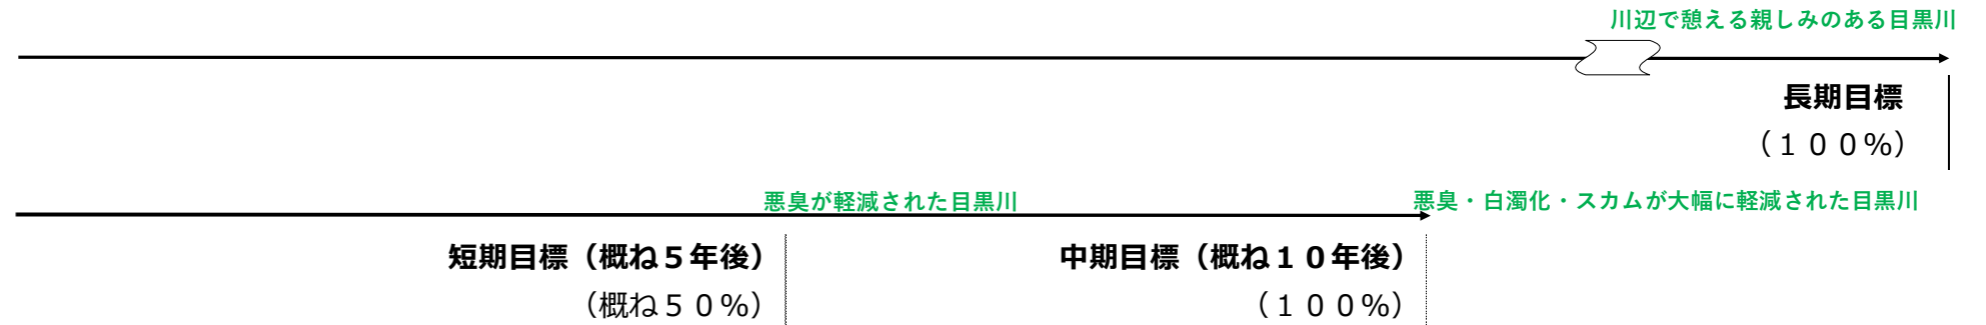 川辺で憩える親しみのある目黒川
長期目標
（１００％）
悪臭が軽減された目黒川
悪臭・白濁化・スカムが大幅に軽減された目黒川
短期目標（概ね５年後）
中期目標（概ね１０年後）
（概ね５０％）
（１００％）